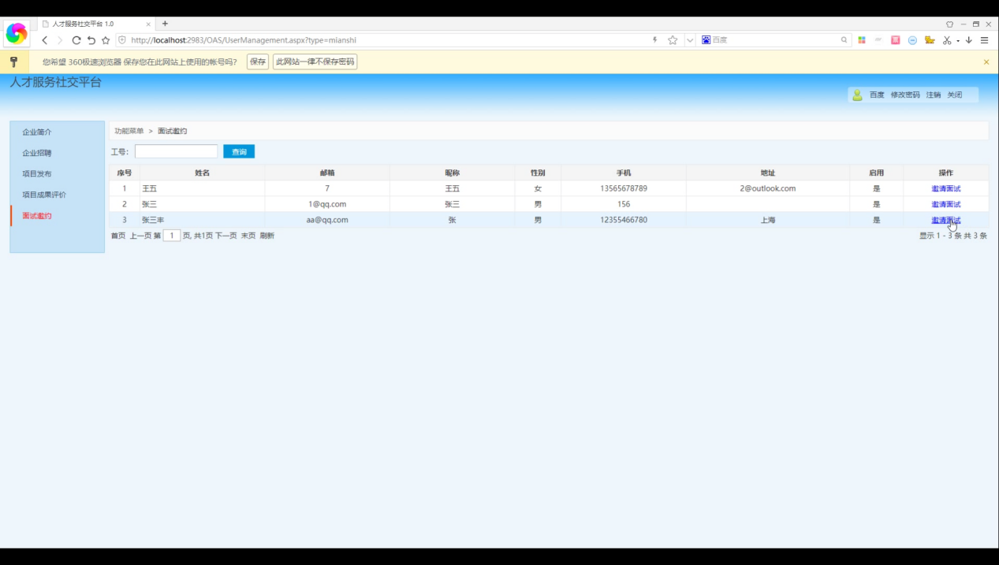 人才服务社交平台 1.0
http://localhost:2983/OAS/UserManagement.aspx?type=mianshi
百度
您希望 360极速浏览器 保存您在此网站上使用的帐号吗? 保存 此网站一律不保存密码
人才服务社交平台
百度 修改密码 注销 关闭
企业简介
企业招聘
项目发布
项目成果评价
面试邀约
功能菜单 > 面试邀约
工号: 查询
序号 姓名 邮箱 昵称 性别 手机 地址 启用 操作
1 王五 7 王五 女 13565678789 2@outlook.com 是 邀请面试
2 张三 1@qq.com 张三 男 156 是 邀请面试
3 张三丰 aa@qq.com 张 男 12355466780 上海 是 邀请面试
首页 上一页 第 1 页, 共1页 下一页 末页 刷新
显示 1 - 3 条 共 3 条